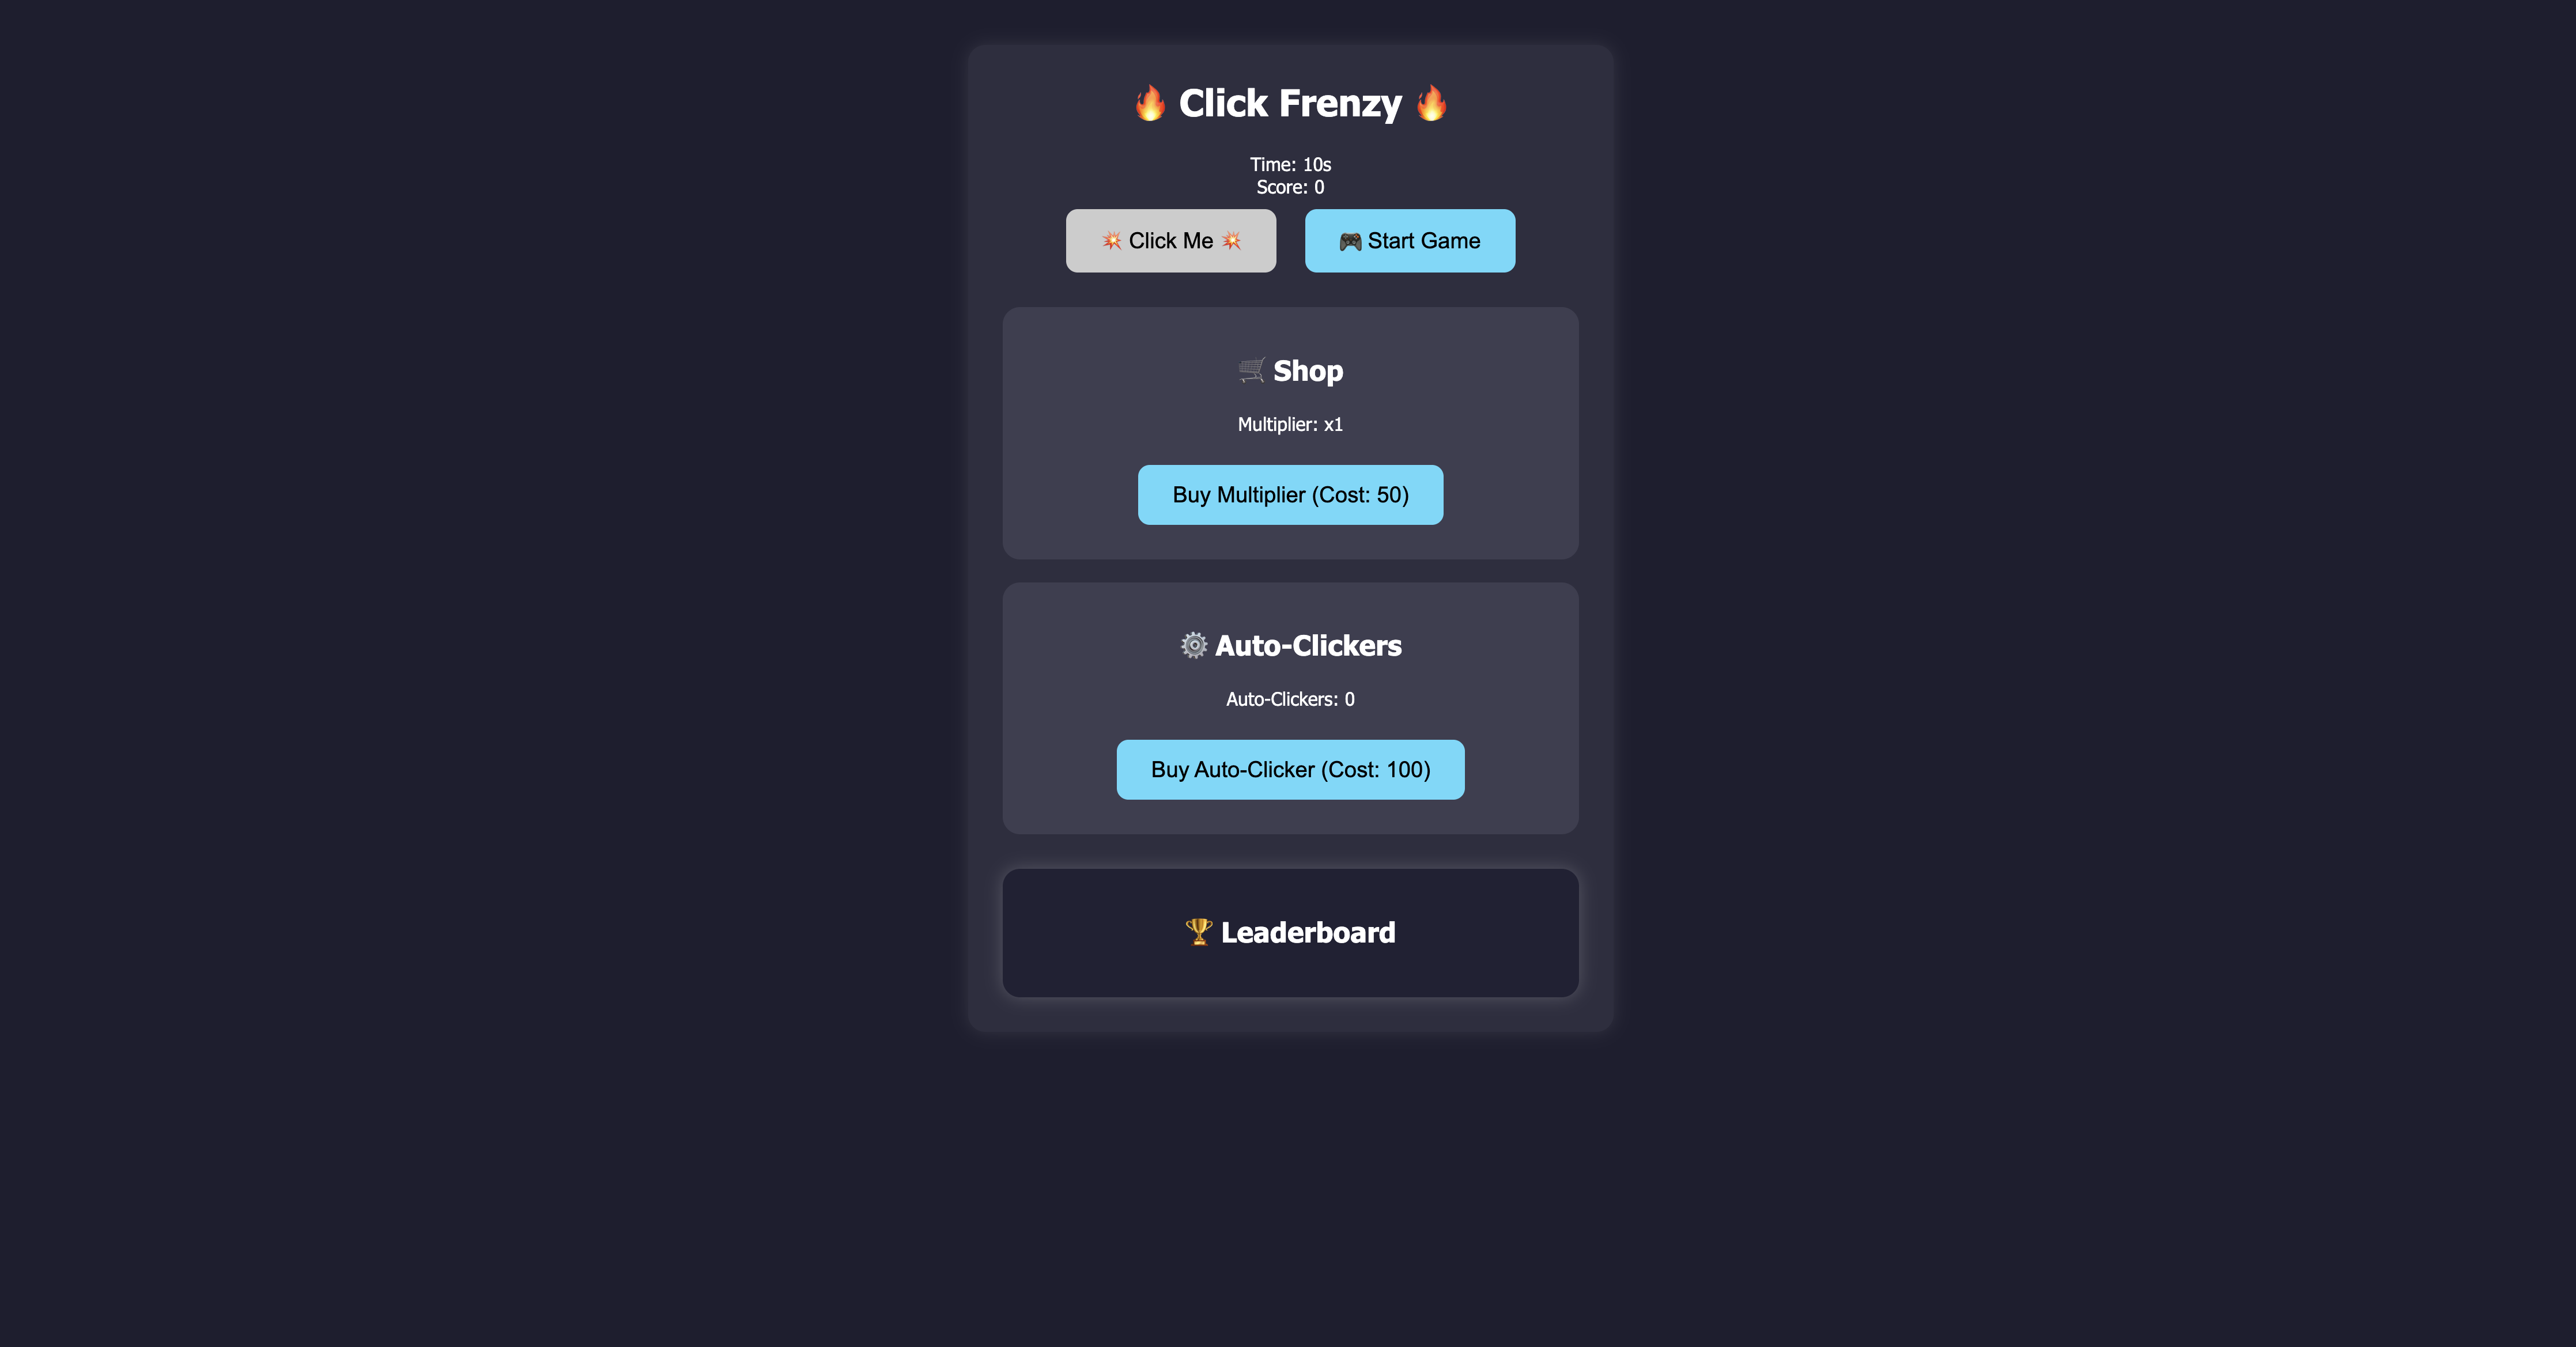 🔥 Click Frenzy 🔥
Time: 10s
Score: 0
💥 Click Me 💥
🎮 Start Game
🛒 Shop
Multiplier: x1
Buy Multiplier (Cost: 50)
⚙️ Auto-Clickers
Auto-Clickers: 0
Buy Auto-Clicker (Cost: 100)
🏆 Leaderboard